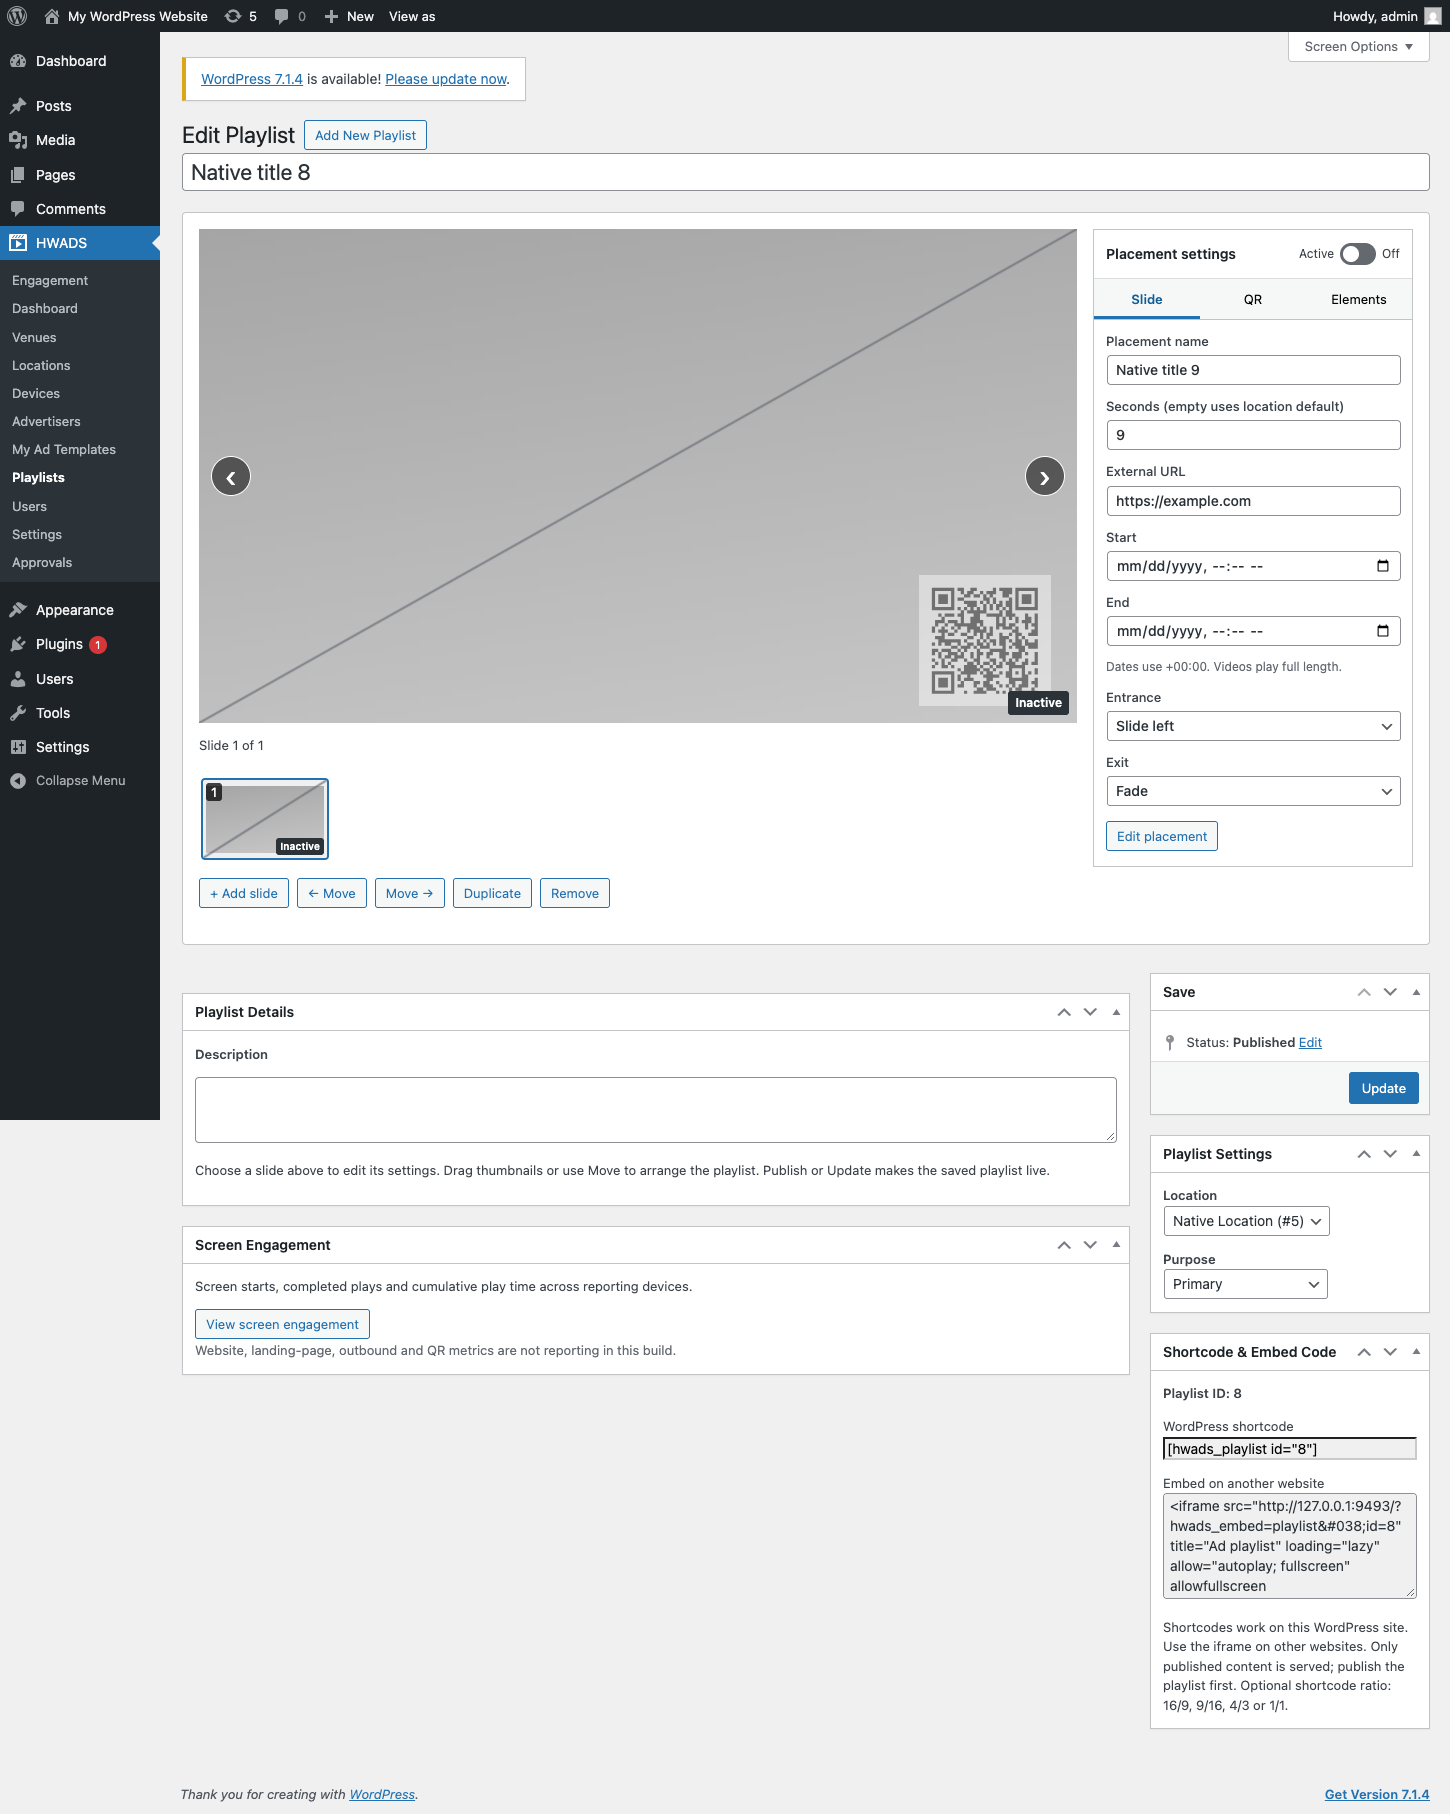 My WordPress Website 5 0 New View as Howdy, admin
Screen Options
Dashboard
Posts
Media
Pages
Comments
HWADS
Engagement
Dashboard
Venues
Locations
Devices
Advertisers
My Ad Templates
Playlists
Users
Settings
Approvals
Appearance
Plugins 1
Users
Tools
Settings
Collapse Menu
WordPress 7.1.4 is available! Please update now.
Edit Playlist Add New Playlist
Native title 8
Inactive
Slide 1 of 1
1
Inactive
+ Add slide ← Move Move → Duplicate Remove
Placement settings Active Off
Slide QR Elements
Placement name
Native title 9
Seconds (empty uses location default)
9
External URL
https://example.com
Start
mm/dd/yyyy, --:-- --
End
mm/dd/yyyy, --:-- --
Dates use +00:00. Videos play full length.
Entrance
Slide left
Exit
Fade
Edit placement
Playlist Details
Description
Choose a slide above to edit its settings. Drag thumbnails or use Move to arrange the playlist. Publish or Update makes the saved playlist live.
Screen Engagement
Screen starts, completed plays and cumulative play time across reporting devices.
View screen engagement
Website, landing-page, outbound and QR metrics are not reporting in this build.
Save
Status: Published Edit
Update
Playlist Settings
Location
Native Location (#5)
Purpose
Primary
Shortcode & Embed Code
Playlist ID: 8
WordPress shortcode
[hwads_playlist id="8"]
Embed on another website
<iframe src="http://127.0.0.1:9493/?
hwads_embed=playlist&#038;id=8"
title="Ad playlist" loading="lazy"
allow="autoplay; fullscreen"
allowfullscreen
Shortcodes work on this WordPress site.
Use the iframe on other websites. Only
published content is served; publish the
playlist first. Optional shortcode ratio:
16/9, 9/16, 4/3 or 1/1.
Thank you for creating with WordPress.
Get Version 7.1.4